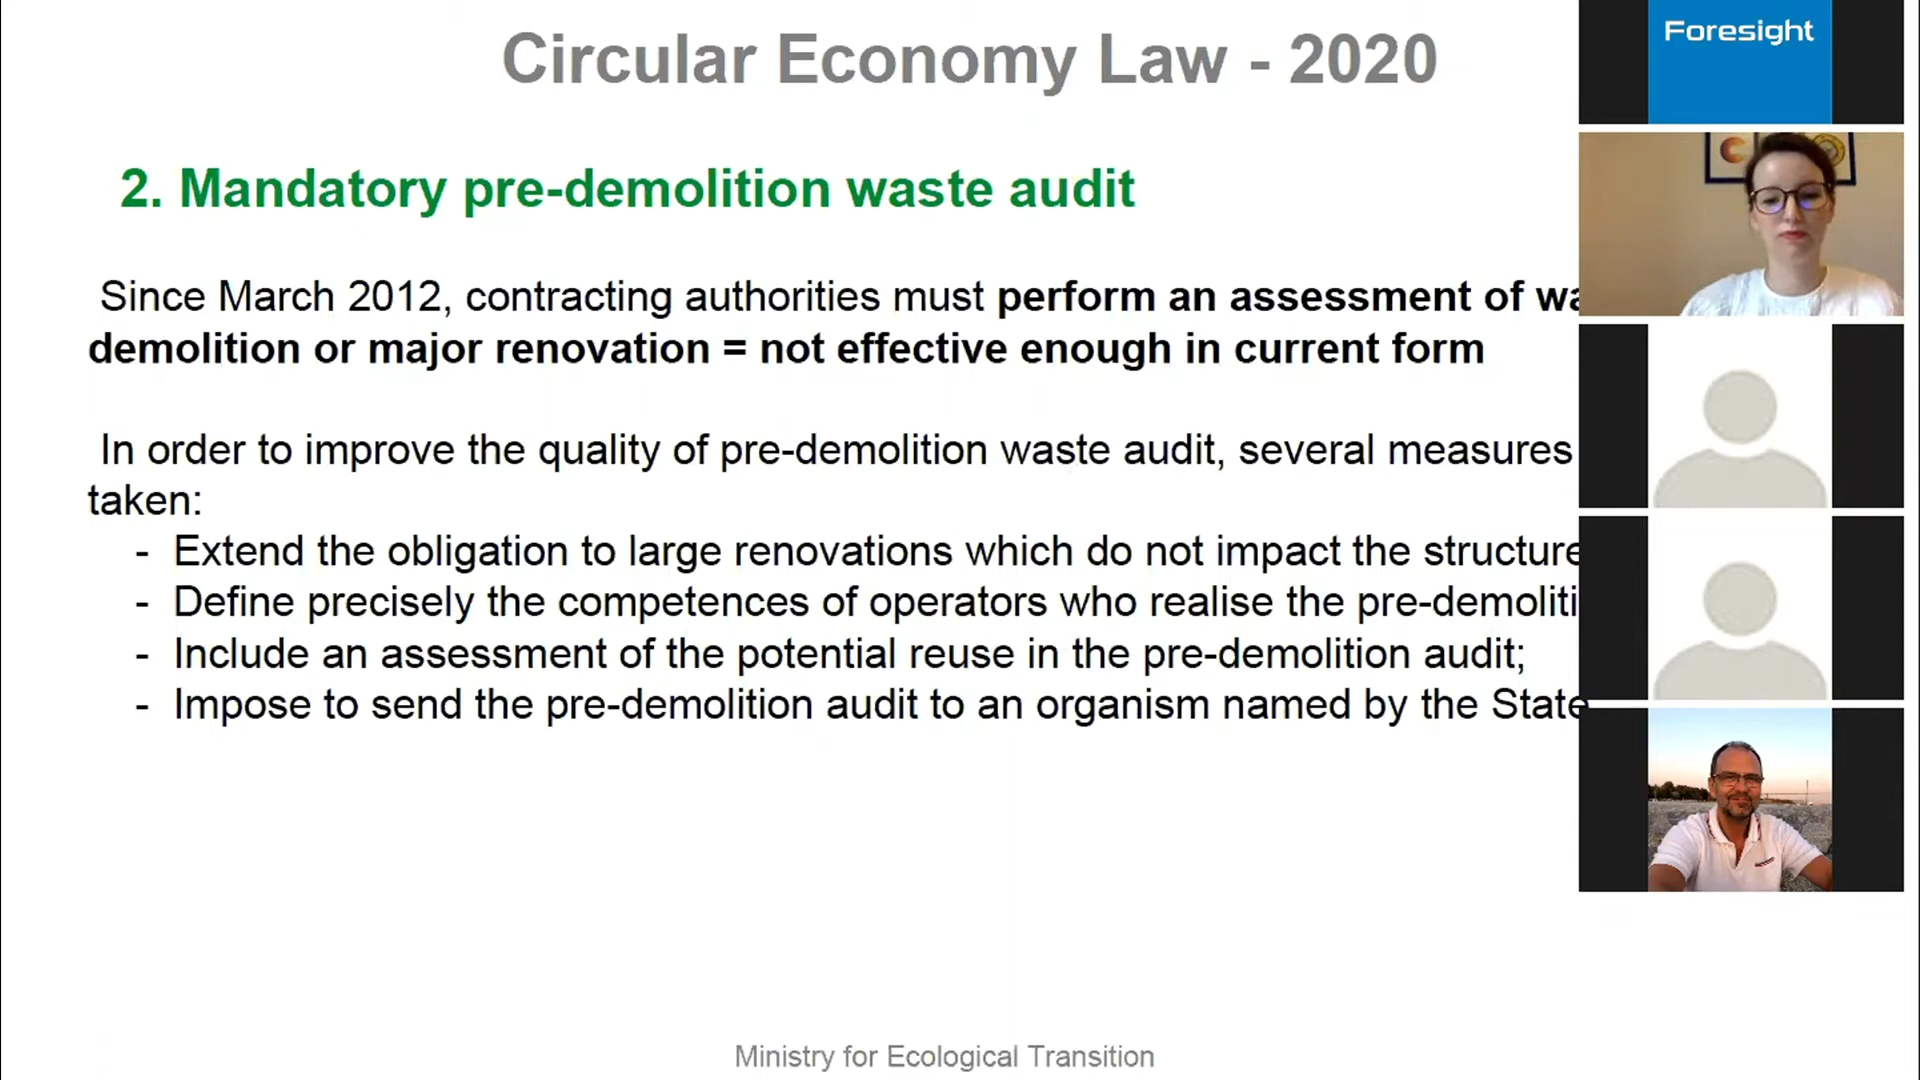 Circular Economy Law - 2020
Foresight
2. Mandatory pre-demolition waste audit
Since March 2012, contracting authorities must perform an assessment of
demolition or major renovation = not effective enough in current form
In order to improve the quality of pre-demolition waste audit, several measures
taken:
- Extend the obligation to large renovations which do not impact the structure
- Define precisely the competences of operators who realise the
- Include an assessment of the potential reuse in the pre-demolition audit;
- Impose to send the pre-demolition audit to an organism named by the State
Ministry for Ecological Transition